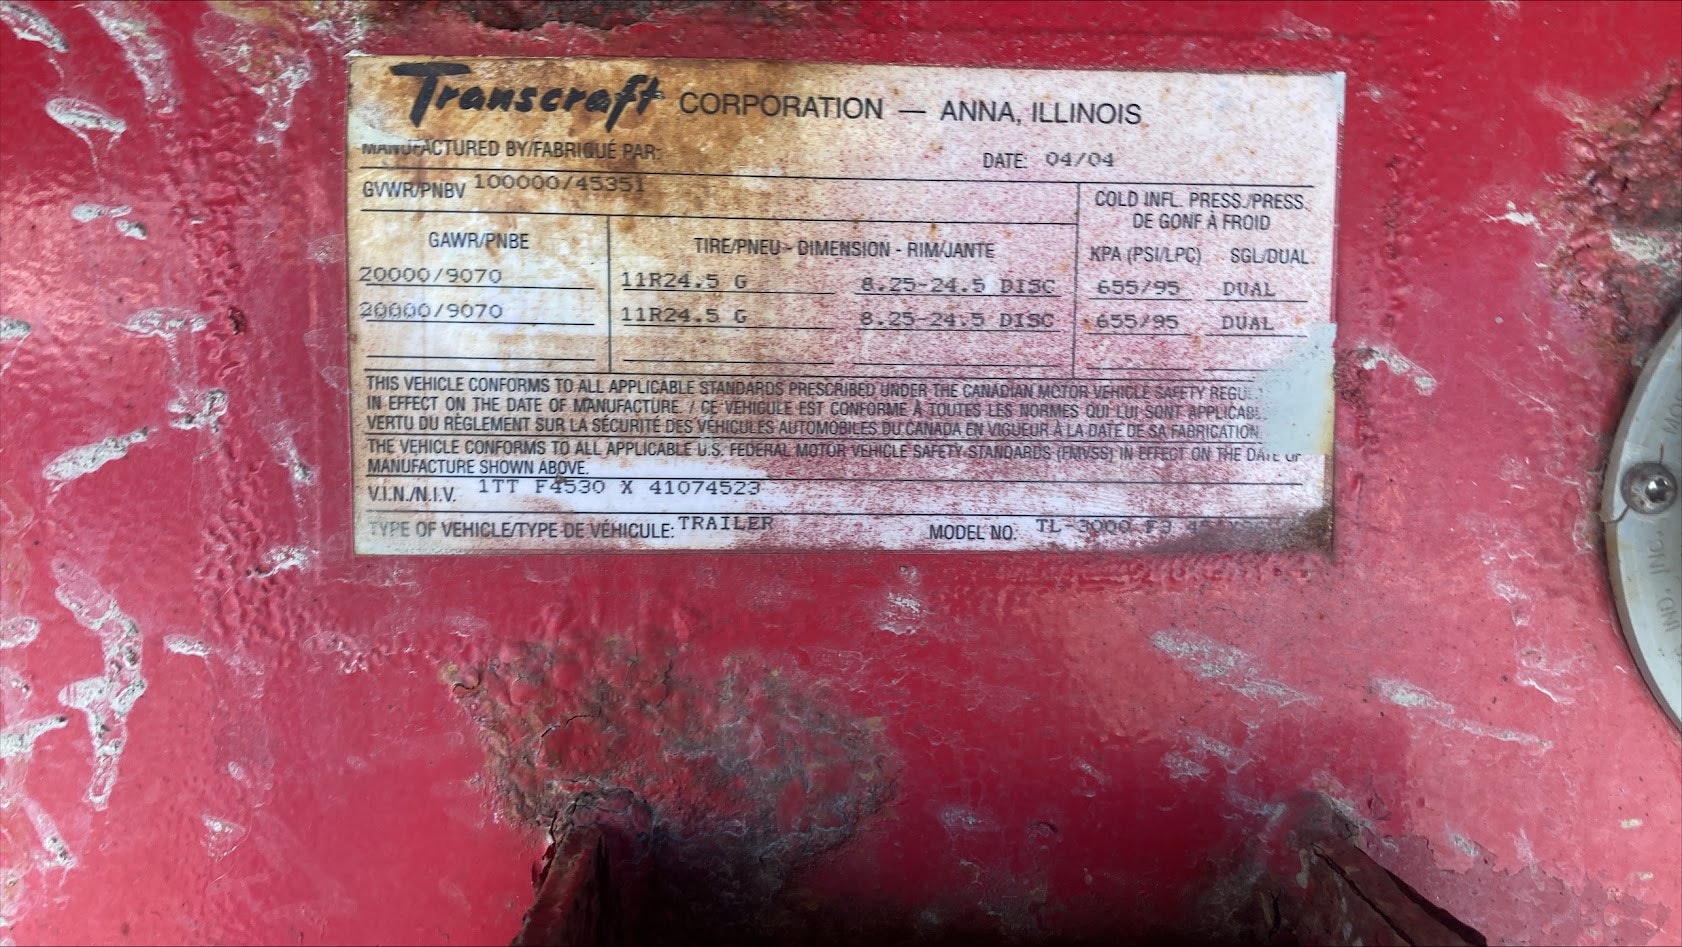 Transcraft CORPORATION — ANNA, ILLINOIS
MANUFACTURED BY/FABRIQUÉ PAR:
DATE: 04/04
GVWR/PNBV 100000/45351
COLD INFL. PRESS./PRESS.
DE GONF À FROID
GAWR/PNBE TIRE/PNEU - DIMENSION - RIM/JANTE KPA (PSI/LPC) SGL/DUAL
20000/9070 11R24.5 G 8.25-24.5 DISC 655/95 DUAL
20000/9070 11R24.5 G 8.25-24.5 DISC 655/95 DUAL
THIS VEHICLE CONFORMS TO ALL APPLICABLE STANDARDS PRESCRIBED UNDER THE CANADIAN MOTOR VEHICLE SAFETY
IN EFFECT ON THE DATE OF MANUFACTURE. / CE VÉHICULE EST CONFORME À TOUTES LES NORMES QUI LUI SONT
VERTU DU RÈGLEMENT SUR LA SÉCURITÉ DES VÉHICULES AUTOMOBILES DU CANADA EN VIGUEUR À LA DATE DE SA FABRICATION.
THE VEHICLE CONFORMS TO ALL APPLICABLE U.S. FEDERAL MOTOR VEHICLE SAFETY STANDARDS (FMVSS) IN EFFECT ON THE DATE OF
MANUFACTURE SHOWN ABOVE.
V.I.N./N.I.V. 1TT F4530 X 41074523
TYPE OF VEHICLE/TYPE DE VÉHICULE: TRAILER MODEL NO. TL-3000
IND. INC.